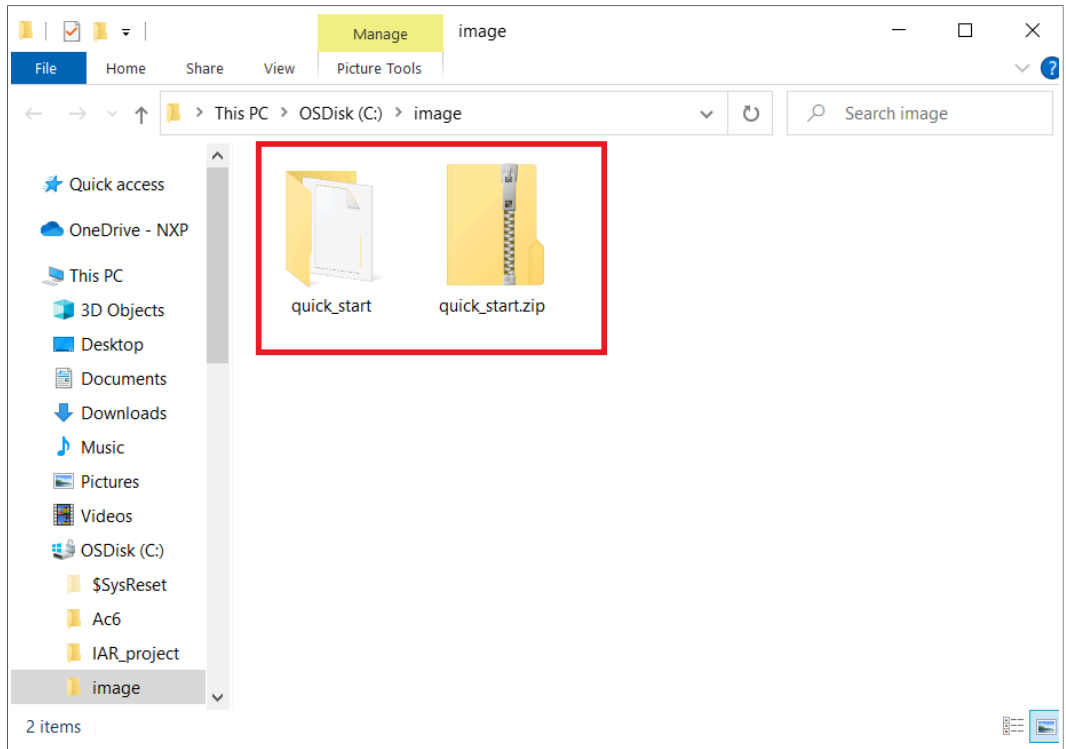 Manage
image
File
Home
Share
View
Picture Tools
?
This PC > OSDisk (C:) > image
Search image
Quick access
OneDrive - NXP
This PC
3D Objects
Desktop
Documents
Downloads
Music
Pictures
Videos
OSDisk (C:)
$SysReset
Ac6
IAR_project
image
quick_start
quick_start.zip
2 items